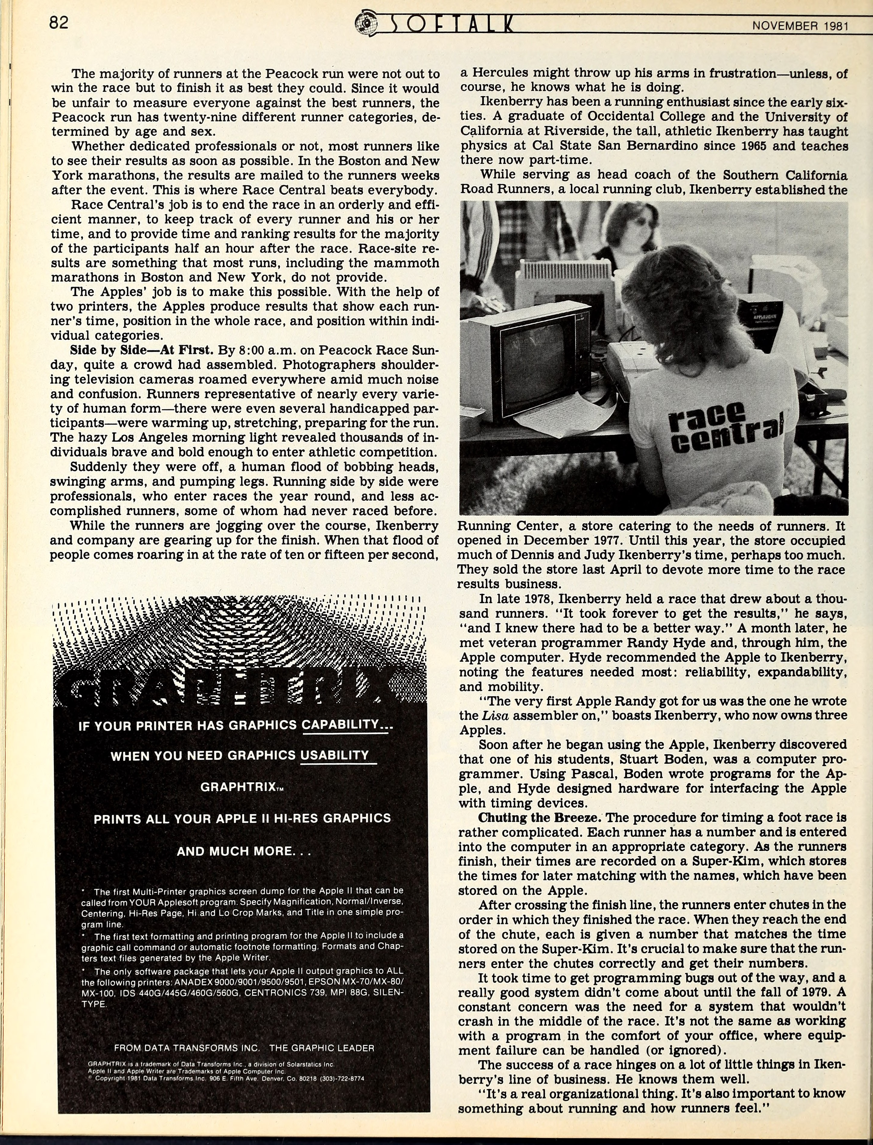 82
SOFTALK
NOVEMBER 1981
The majority of runners at the Peacock run were not out to
win the race but to finish it as best they could. Since it would
be unfair to measure everyone against the best runners, the
Peacock run has twenty-nine different runner categories, de-
termined by age and sex.
Whether dedicated professionals or not, most runners like
to see their results as soon as possible. In the Boston and New
York marathons, the results are mailed to the runners weeks
after the event. This is where Race Central beats everybody.
Race Central's job is to end the race in an orderly and effi-
cient manner, to keep track of every runner and his or her
time, and to provide time and ranking results for the majority
of the participants half an hour after the race. Race-site re-
sults are something that most runs, including the mammoth
marathons in Boston and New York, do not provide.
The Apples' job is to make this possible. With the help of
two printers, the Apples produce results that show each run-
ner's time, position in the whole race, and position within indi-
vidual categories.
Side by Side—At First. By 8:00 a.m. on Peacock Race Sun-
day, quite a crowd had assembled. Photographers shoulder-
ing television cameras roamed everywhere amid much noise
and confusion. Runners representative of nearly every varie-
ty of human form—there were even several handicapped par-
ticipants—were warming up, stretching, preparing for the run.
The hazy Los Angeles morning light revealed thousands of in-
dividuals brave and bold enough to enter athletic competition.
Suddenly they were off, a human flood of bobbing heads,
swinging arms, and pumping legs. Running side by side were
professionals, who enter races the year round, and less ac-
complished runners, some of whom had never raced before.
While the runners are jogging over the course, Ikenberry
and company are gearing up for the finish. When that flood of
people comes roaring in at the rate of ten or fifteen per second,
GRAPHTRIX
IF YOUR PRINTER HAS GRAPHICS CAPABILITY...
WHEN YOU NEED GRAPHICS USABILITY
GRAPHTRIX™
PRINTS ALL YOUR APPLE II HI-RES GRAPHICS
AND MUCH MORE...
* The first Multi-Printer graphics screen dump for the Apple II that can be
called from YOUR Applesoft program. Specify Magnification, Normal/Inverse,
Centering, Hi-Res Page, Hi and Lo Crop Marks, and Title in one simple pro-
gram line.
* The first text formatting and printing program for the Apple II to include a
graphic call command or automatic footnote formatting. Formats and Chap-
ters text files generated by the Apple Writer.
* The only software package that lets your Apple II output graphics to ALL
the following printers: ANADEX 9000/9001/9500/9501, EPSON MX-70/MX-80/
MX-100, IDS 440G/445G/460G/560G, CENTRONICS 739, MPI 88G, SILEN-
TYPE.
FROM DATA TRANSFORMS INC. THE GRAPHIC LEADER
GRAPHTRIX is a trademark of Data Transforms Inc., a division of Solarstatics Inc.
Apple II and Apple Writer are Trademarks of Apple Computer Inc.
© Copyright 1981 Data Transforms Inc. 906 E. Fifth Ave. Denver, Co. 80218 (303)-722-8774
a Hercules might throw up his arms in frustration—unless, of
course, he knows what he is doing.
Ikenberry has been a running enthusiast since the early six-
ties. A graduate of Occidental College and the University of
California at Riverside, the tall, athletic Ikenberry has taught
physics at Cal State San Bernardino since 1965 and teaches
there now part-time.
While serving as head coach of the Southern California
Road Runners, a local running club, Ikenberry established the
race
central
Running Center, a store catering to the needs of runners. It
opened in December 1977. Until this year, the store occupied
much of Dennis and Judy Ikenberry's time, perhaps too much.
They sold the store last April to devote more time to the race
results business.
In late 1978, Ikenberry held a race that drew about a thou-
sand runners. "It took forever to get the results," he says,
"and I knew there had to be a better way." A month later, he
met veteran programmer Randy Hyde and, through him, the
Apple computer. Hyde recommended the Apple to Ikenberry,
noting the features needed most: reliability, expandability,
and mobility.
"The very first Apple Randy got for us was the one he wrote
the Lisa assembler on," boasts Ikenberry, who now owns three
Apples.
Soon after he began using the Apple, Ikenberry discovered
that one of his students, Stuart Boden, was a computer pro-
grammer. Using Pascal, Boden wrote programs for the Ap-
ple, and Hyde designed hardware for interfacing the Apple
with timing devices.
Chuting the Breeze. The procedure for timing a foot race is
rather complicated. Each runner has a number and is entered
into the computer in an appropriate category. As the runners
finish, their times are recorded on a Super-Kim, which stores
the times for later matching with the names, which have been
stored on the Apple.
After crossing the finish line, the runners enter chutes in the
order in which they finished the race. When they reach the end
of the chute, each is given a number that matches the time
stored on the Super-Kim. It's crucial to make sure that the run-
ners enter the chutes correctly and get their numbers.
It took time to get programming bugs out of the way, and a
really good system didn't come about until the fall of 1979. A
constant concern was the need for a system that wouldn't
crash in the middle of the race. It's not the same as working
with a program in the comfort of your office, where equip-
ment failure can be handled (or ignored).
The success of a race hinges on a lot of little things in Iken-
berry's line of business. He knows them well.
"It's a real organizational thing. It's also important to know
something about running and how runners feel."